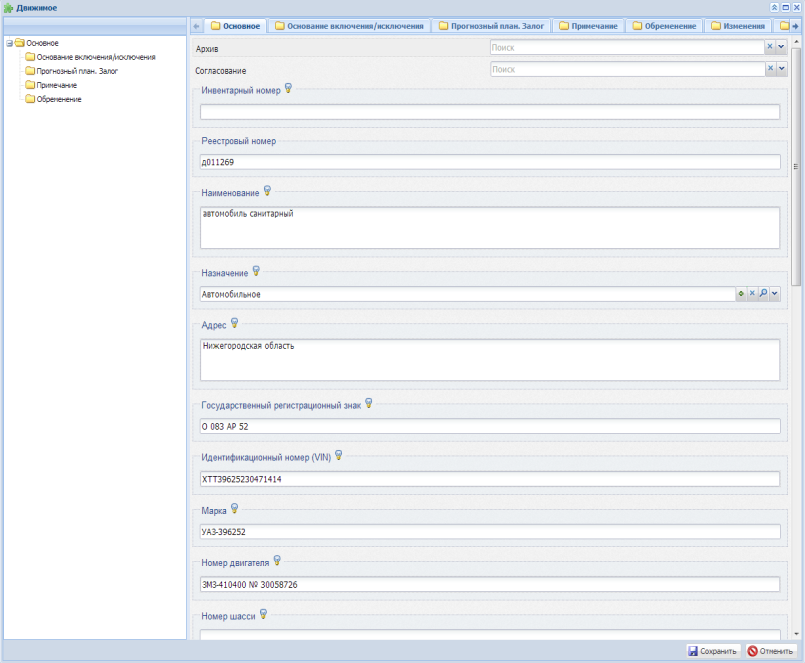 Движимое
Основное
Основание включения/исключения
Прогнозный план. Залог
Примечание
Обременение
Основное
Основание включения/исключения
Прогнозный план. Залог
Примечание
Обременение
Изменения
Архив
Поиск
Согласование
Поиск
Инвентарный номер
Реестровый номер
д011269
Наименование
автомобиль санитарный
Назначение
Автомобильное
Адрес
Нижегородская область
Государственный регистрационный знак
О 083 АР 52
Идентификационный номер (VIN)
XTT39625230471414
Марка
УАЗ-396252
Номер двигателя
ЗМЗ-410400 № 30058726
Номер шасси
Сохранить
Отменить